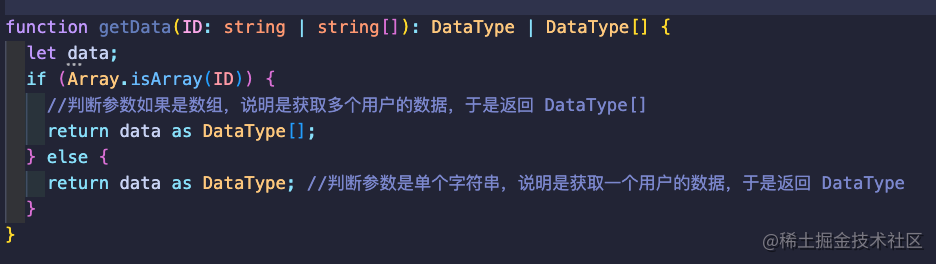 function getData(ID: string | string[]): DataType | DataType[] {
let data;
if (Array.isArray(ID)) {
//判断参数如果是数组，说明是获取多个用户的数据，于是返回 DataType[]
return data as DataType[];
} else {
return data as DataType; //判断参数是单个字符串，说明是获取一个用户的数据，于是返回 DataType
}
}
@稀土掘金技术社区